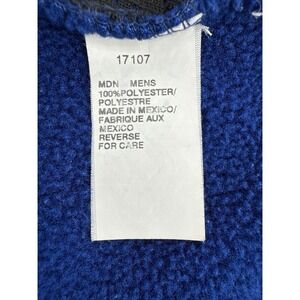 17107
MDN MENS
100%POLYESTER/
POLYESTRE
MADE IN MEXICO/
FABRIQUE AUX
MEXICO
REVERSE
FOR CARE